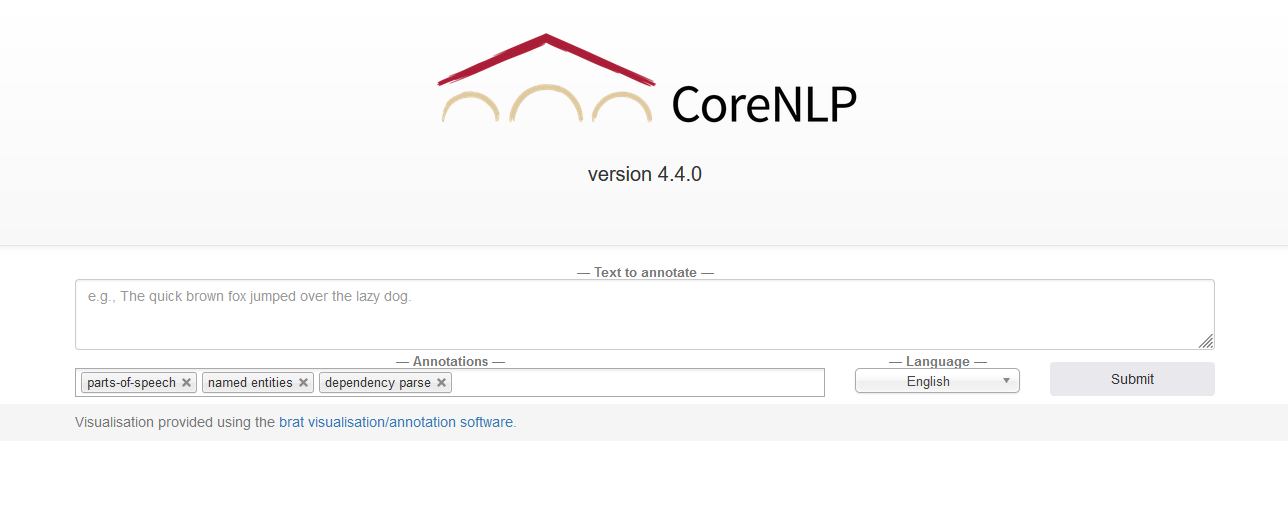 CoreNLP
version 4.4.0
— Text to annotate —
e.g., The quick brown fox jumped over the lazy dog.
— Annotations —
— Language —
parts-of-speech × named entities × dependency parse ×
English
Submit
Visualisation provided using the brat visualisation/annotation software.